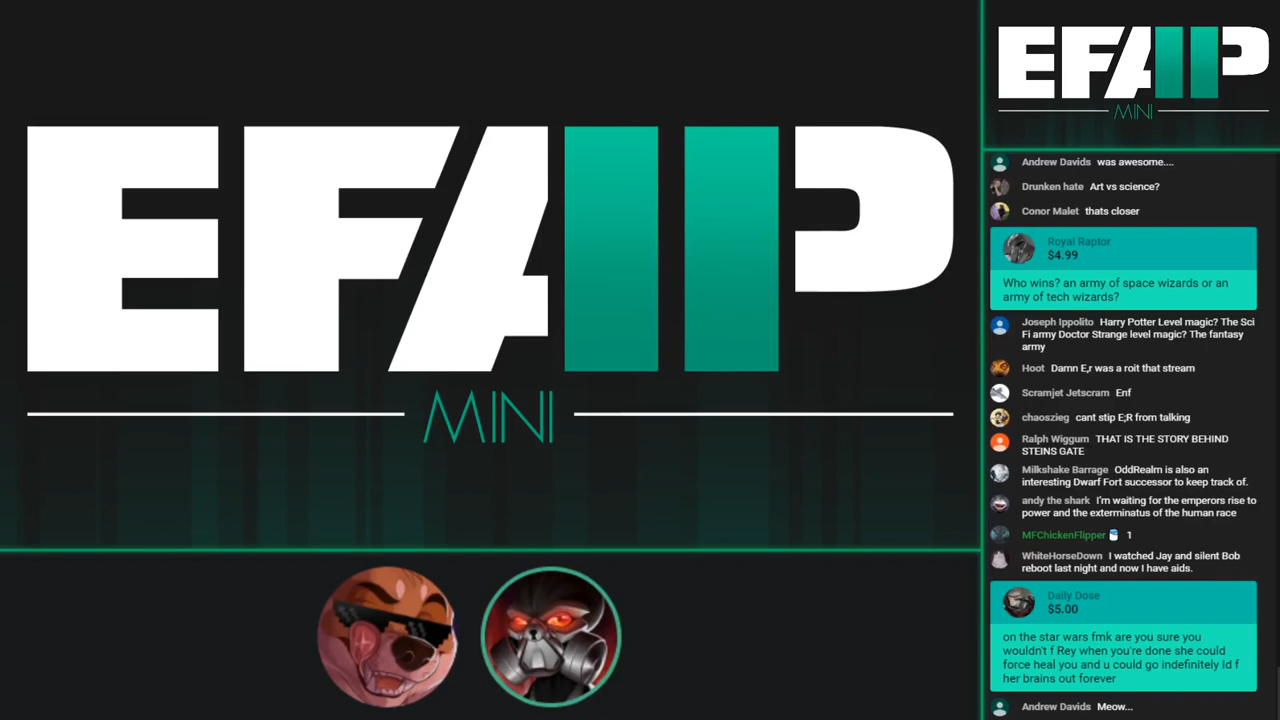 EFAP
MINI
EFAP
MINI
Andrew Davids was awesome....
Drunken hate Art vs science?
Conor Malet thats closer
Royal Raptor
$4.99
Who wins? an army of space wizards or an
army of tech wizards?
Joseph Ippolito Harry Potter Level magic? The Sci
Fi army Doctor Strange level magic? The fantasy
army
Hoot Damn E,r was a roit that stream
Scramjet Jetscram Enf
chaoszieg cant stip E;R from talking
Ralph Wiggum THAT IS THE STORY BEHIND
STEINS GATE
Milkshake Barrage OddRealm is also an
interesting Dwarf Fort successor to keep track of.
andy the shark I'm waiting for the emperors rise to
power and the exterminatus of the human race
MFChickenFlipper 1
WhiteHorseDown I watched Jay and silent Bob
reboot last night and now I have aids.
Daily Dose
$5.00
on the star wars fmk are you sure you
wouldn't f Rey when you're done she could
force heal you and u could go indefinitely Id f
her brains out forever
Andrew Davids Meow...